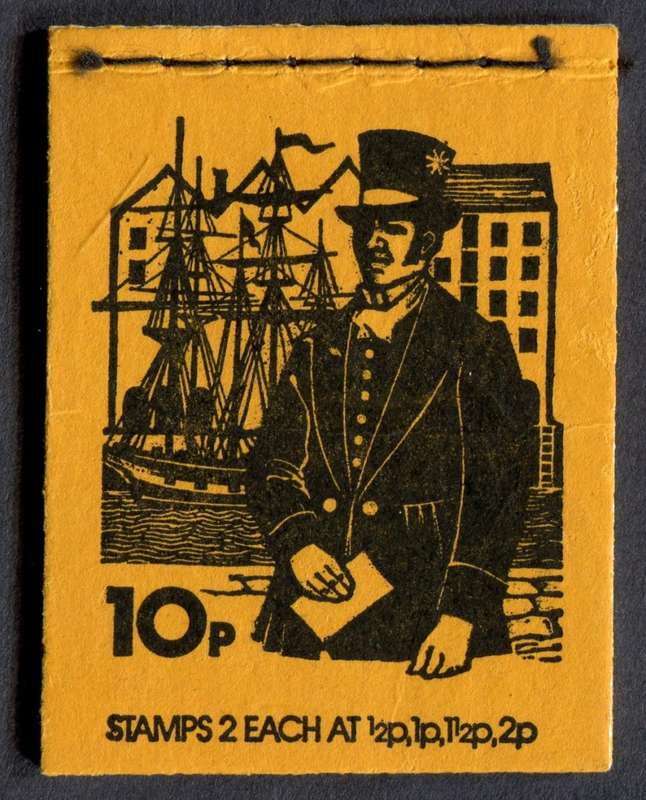 10p
STAMPS 2 EACH AT ½p,1p,1½p,2p